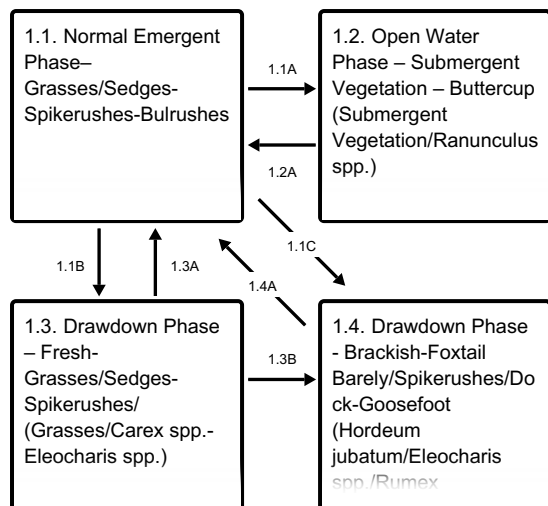 1.1. Normal Emergent
Phase–
Grasses/Sedges-
Spikerushes-Bulrushes
1.1A
1.2. Open Water
Phase – Submergent
Vegetation – Buttercup
(Submergent
Vegetation/Ranunculus
spp.)
1.2A
1.1B
1.3A
1.4A
1.1C
1.3. Drawdown Phase
– Fresh-
Grasses/Sedges-
Spikerushes/
(Grasses/Carex spp.-
Eleocharis spp.)
1.3B
1.4. Drawdown Phase
- Brackish-Foxtail
Barely/Spikerushes/Do
ck-Goosefoot
(Hordeum
jubatum/Eleocharis
spp./Rumex